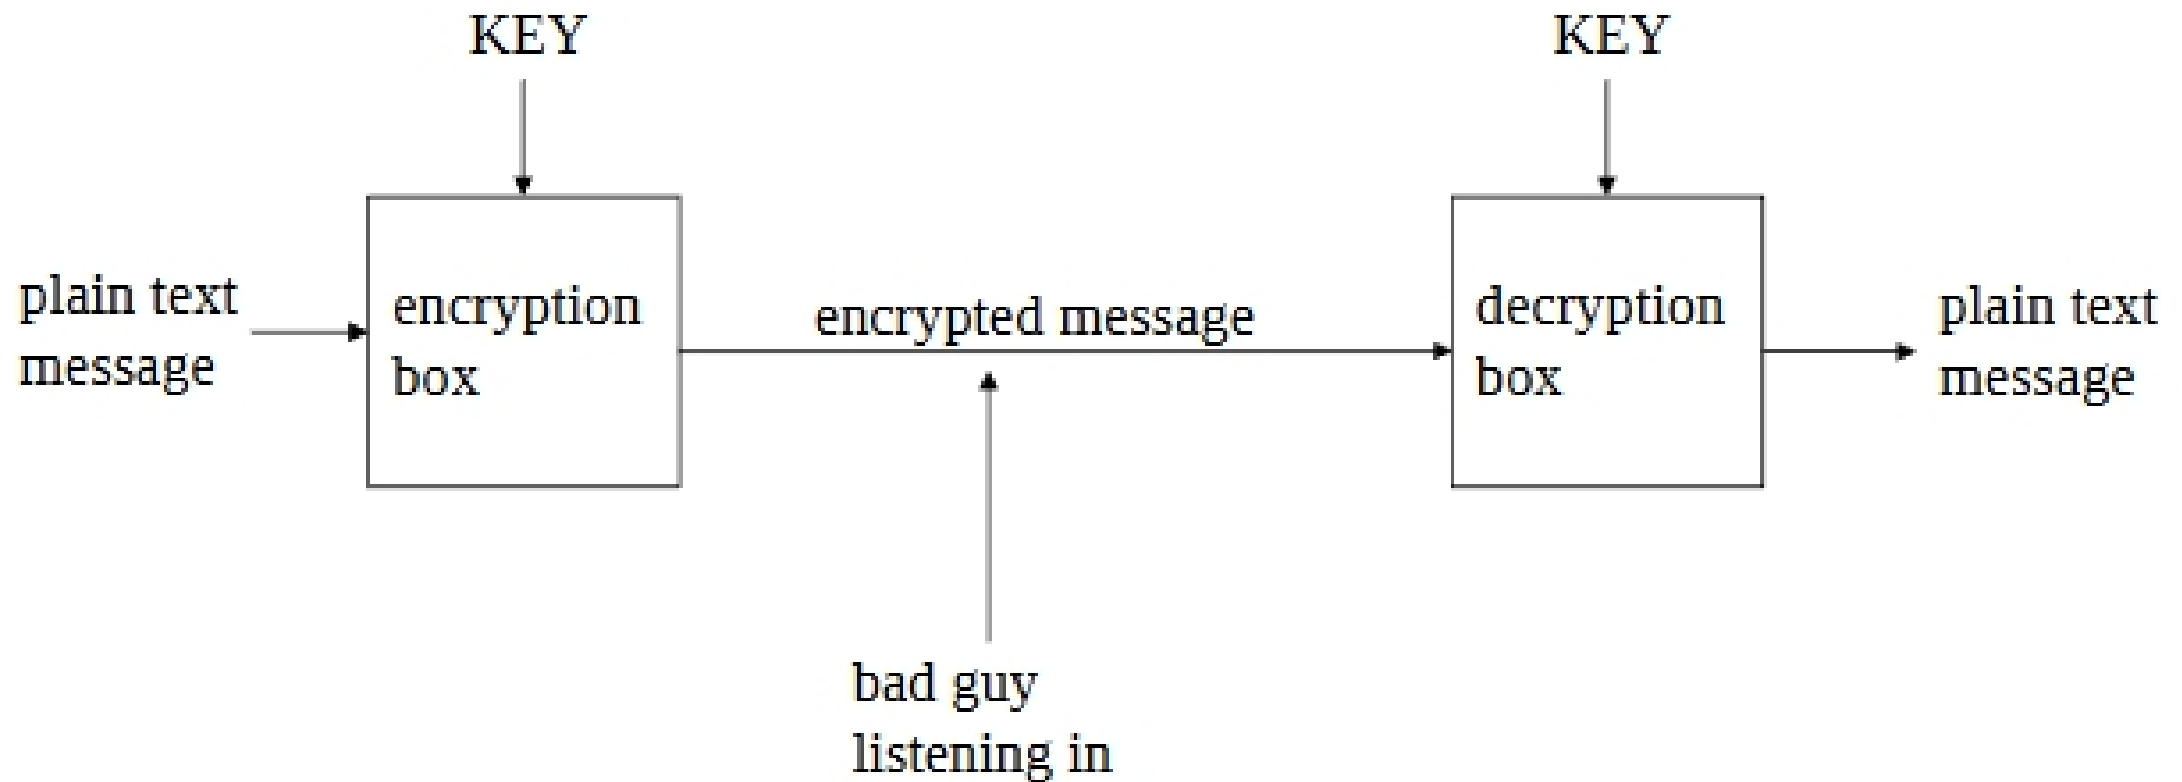 KEY
KEY
plain text
message
encryption
box
encrypted message
decryption
box
plain text
message
bad guy
listening in